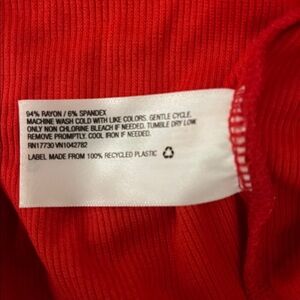 94% RAYON / 6% SPANDEX
MACHINE WASH COLD WITH LIKE COLORS. GENTLE CYCLE.
ONLY NON CHLORINE BLEACH IF NEEDED. TUMBLE DRY LOW.
REMOVE PROMPTLY. COOL IRON IF NEEDED.
RN17730 VN1042782
LABEL MADE FROM 100% RECYCLED PLASTIC